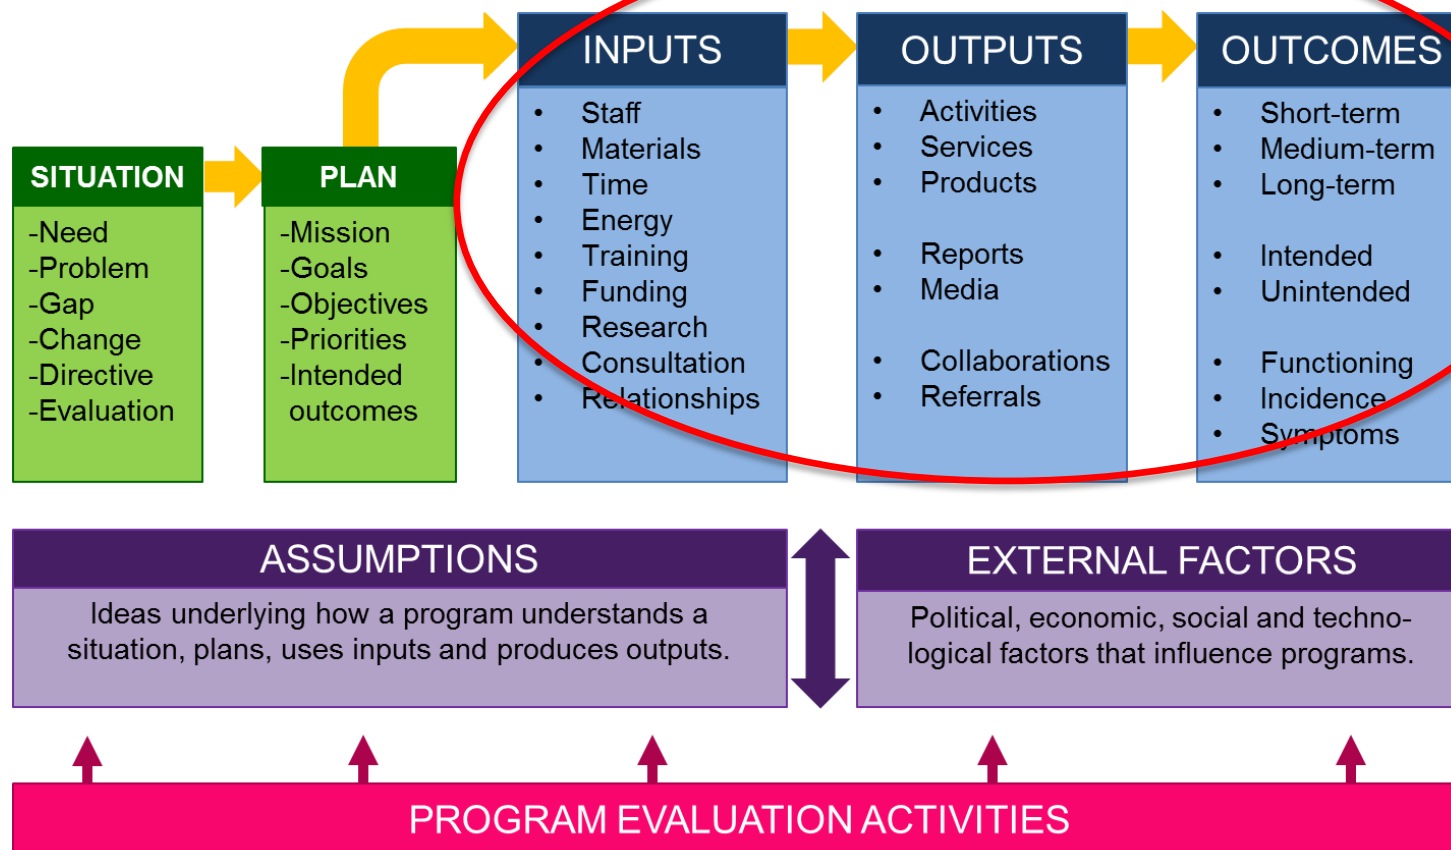 SITUATION
-Need
-Problem
-Gap
-Change
-Directive
-Evaluation
PLAN
-Mission
-Goals
-Objectives
-Priorities
-Intended
outcomes
INPUTS
• Staff
• Materials
• Time
• Energy
• Training
• Funding
• Research
• Consultation
• Relationships
OUTPUTS
• Activities
• Services
• Products
• Reports
• Media
• Collaborations
• Referrals
OUTCOMES
• Short-term
• Medium-term
• Long-term
• Intended
• Unintended
• Functioning
• Incidence
• Symptoms
ASSUMPTIONS
Ideas underlying how a program understands a
situation, plans, uses inputs and produces outputs.
EXTERNAL FACTORS
Political, economic, social and techno-
logical factors that influence programs.
PROGRAM EVALUATION ACTIVITIES